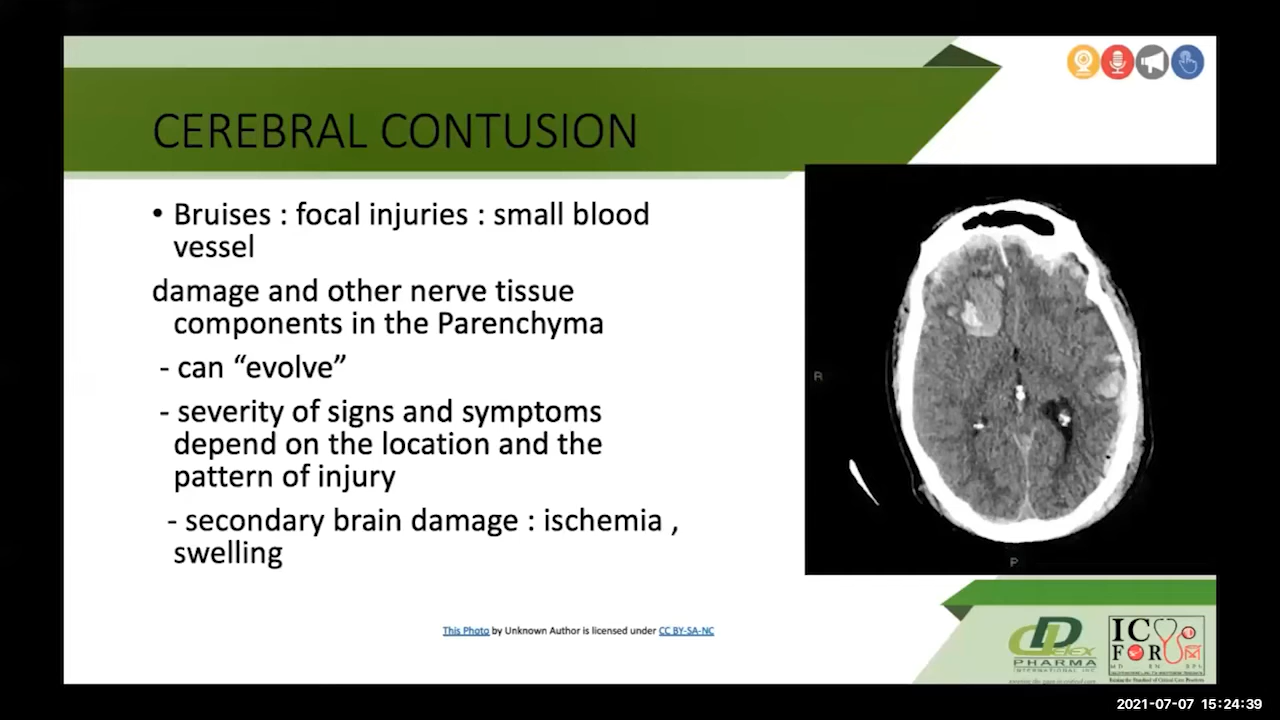 CEREBRAL CONTUSION
• Bruises : focal injuries : small blood
vessel
damage and other nerve tissue
components in the Parenchyma
- can “evolve”
- severity of signs and symptoms
depend on the location and the
pattern of injury
- secondary brain damage : ischemia ,
swelling
R
P
This Photo by Unknown Author is licensed under CC BY-SA-NC
PHARMA
IC
FOR
2021-07-07 15:24:39